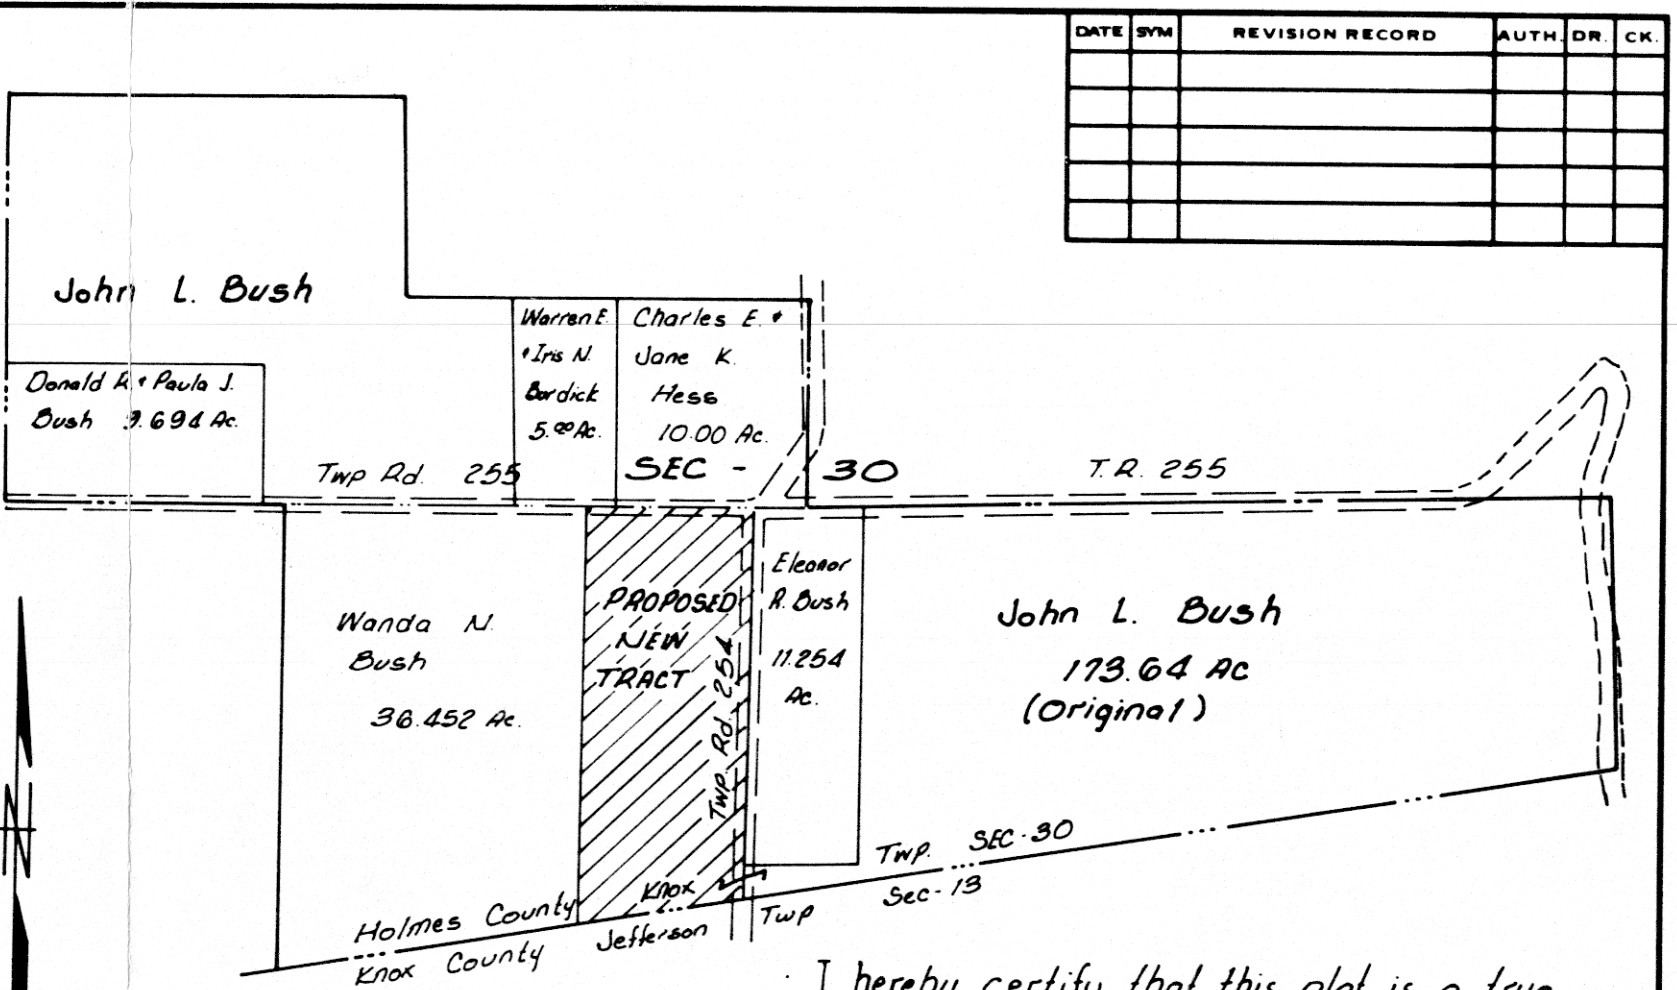 DATE SYM REVISION RECORD AUTH. DR. CK.
John L. Bush
Donald R. & Paula J.
Bush 9.694 Ac.
Warren E.
& Iris N.
Bordick
5.00 Ac.
Charles E. &
Jane K.
Hess
10.00 Ac.
Twp Rd. 255
SEC - 30
T.R. 255
Wanda N.
Bush
36.452 Ac.
PROPOSED
NEW
TRACT
Twp. Rd. 254
Eleanor
R. Bush
11.254
Ac.
John L. Bush
173.64 Ac
(Original)
N
Holmes County Knox Twp. SEC-30
Knox County Jefferson Twp Sec-13
I hereby certify that this plat is a true